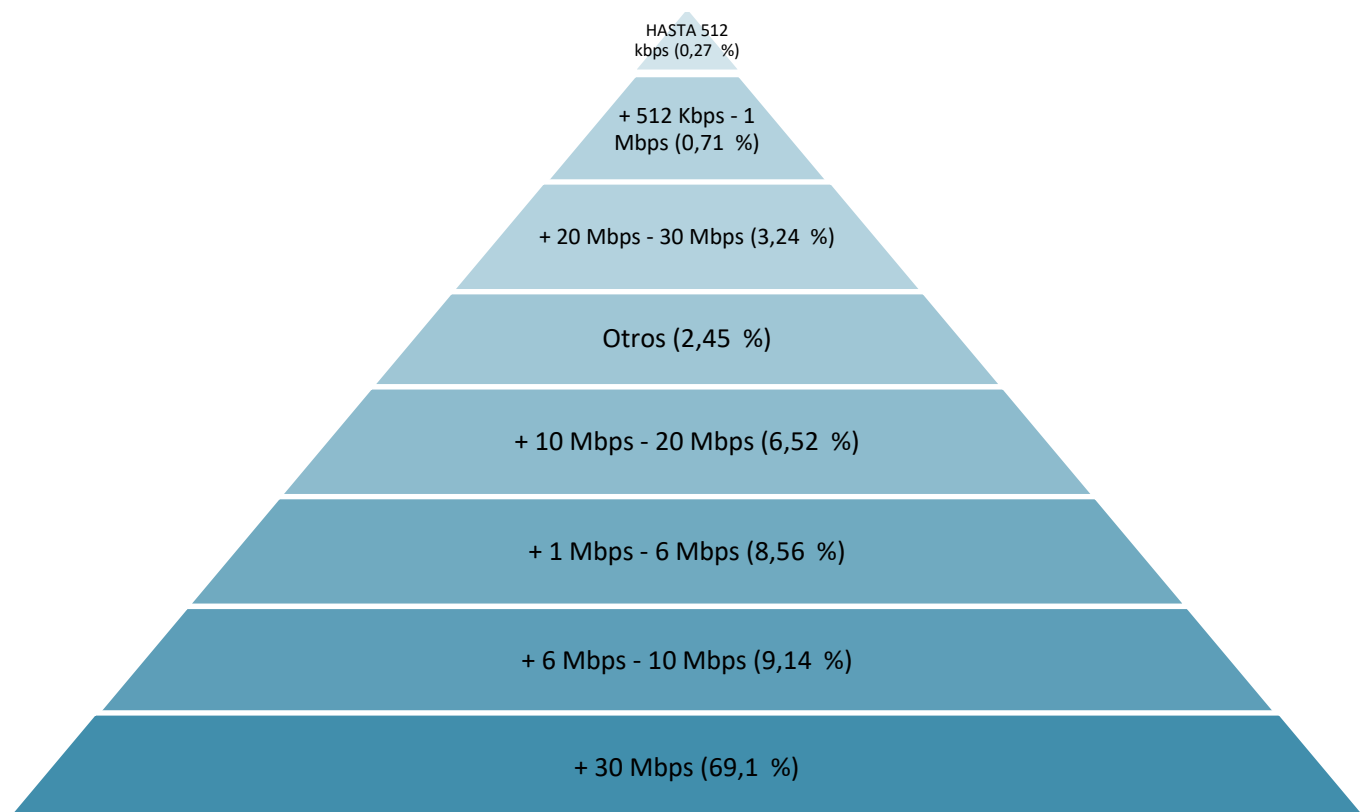 HASTA 512
kbps (0,27 %)
+ 512 Kbps - 1
Mbps (0,71 %)
+ 20 Mbps - 30 Mbps (3,24 %)
Otros (2,45 %)
+ 10 Mbps - 20 Mbps (6,52 %)
+ 1 Mbps - 6 Mbps (8,56 %)
+ 6 Mbps - 10 Mbps (9,14 %)
+ 30 Mbps (69,1 %)